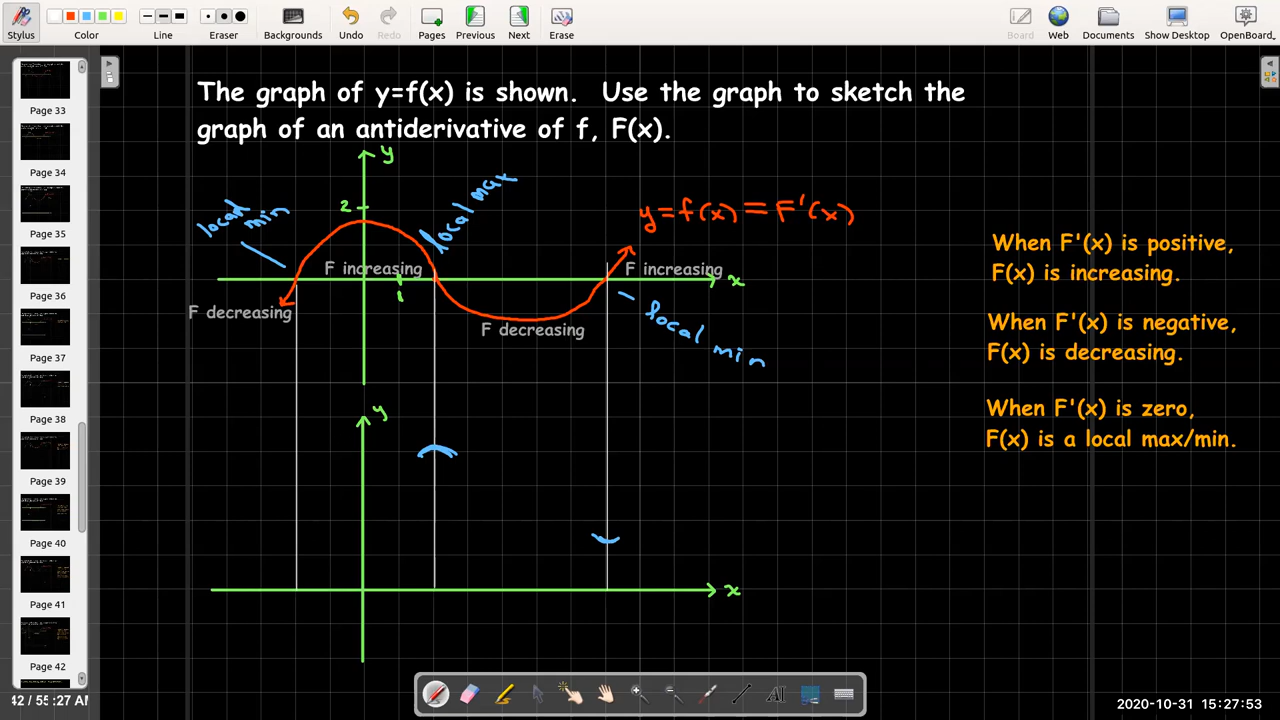 Stylus
Color
Line
Eraser
Backgrounds
Undo
Redo
Pages
Previous
Next
Erase
Board
Web
Documents
Show Desktop
OpenBoard
Page 33
Page 34
Page 35
Page 36
Page 37
Page 38
Page 39
Page 40
Page 41
Page 42
The graph of y=f(x) is shown. Use the graph to sketch the
graph of an antiderivative of f, F(x).
y
2
local
min
local max
y=f(x)=F'(x)
F increasing
F increasing
x
1
F decreasing
F decreasing
local min
When F'(x) is positive,
F(x) is increasing.
When F'(x) is negative,
F(x) is decreasing.
When F'(x) is zero,
F(x) is a local max/min.
y
x
2020-10-31 15:27:53